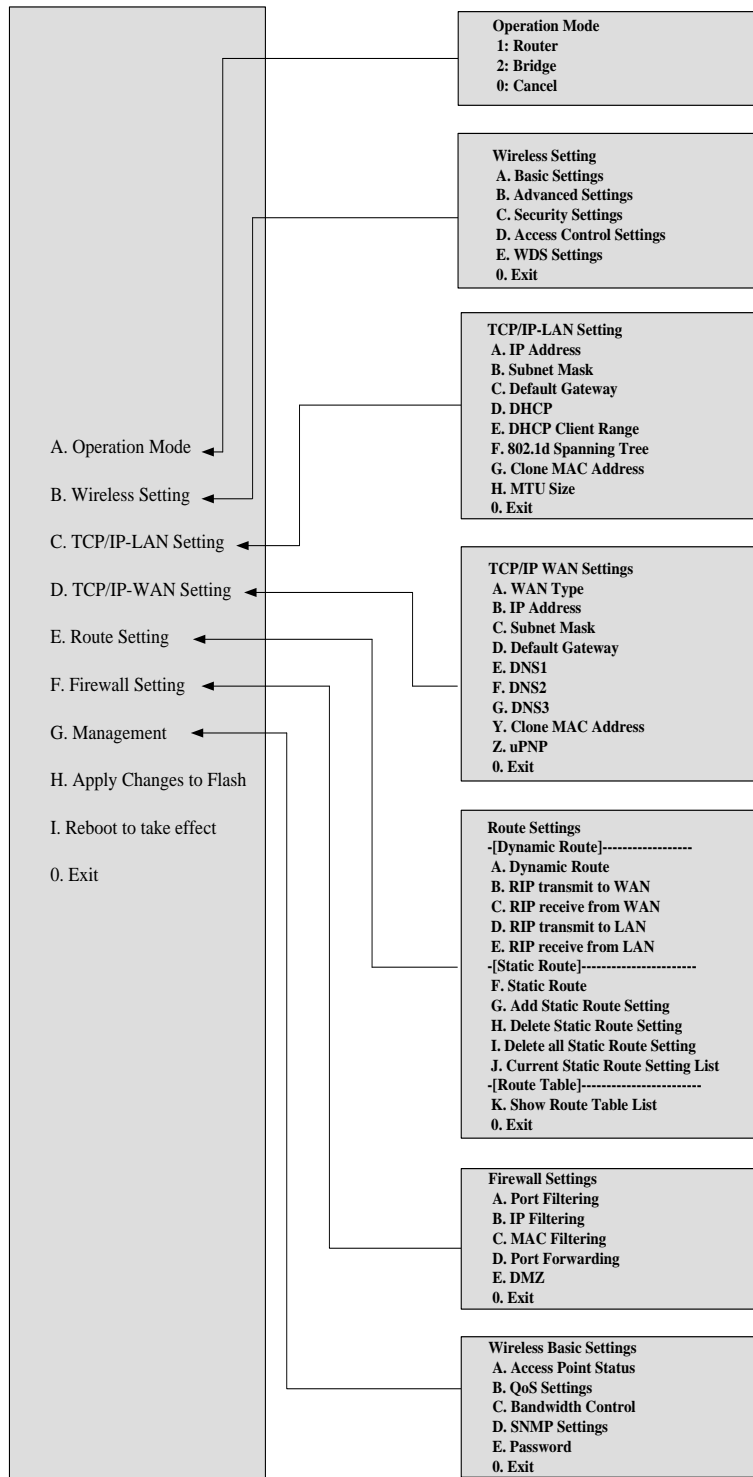 A. Operation Mode
B. Wireless Setting
C. TCP/IP-LAN Setting
D. TCP/IP-WAN Setting
E. Route Setting
F. Firewall Setting
G. Management
H. Apply Changes to Flash
I. Reboot to take effect
0. Exit
Operation Mode
1: Router
2: Bridge
0: Cancel
Wireless Setting
A. Basic Settings
B. Advanced Settings
C. Security Settings
D. Access Control Settings
E. WDS Settings
0. Exit
TCP/IP-LAN Setting
A. IP Address
B. Subnet Mask
C. Default Gateway
D. DHCP
E. DHCP Client Range
F. 802.1d Spanning Tree
G. Clone MAC Address
H. MTU Size
0. Exit
TCP/IP WAN Settings
A. WAN Type
B. IP Address
C. Subnet Mask
D. Default Gateway
E. DNS1
F. DNS2
G. DNS3
Y. Clone MAC Address
Z. uPNP
0. Exit
Route Settings
-[Dynamic Route]------------------
A. Dynamic Route
B. RIP transmit to WAN
C. RIP receive from WAN
D. RIP transmit to LAN
E. RIP receive from LAN
-[Static Route]-----------------------
F. Static Route
G. Add Static Route Setting
H. Delete Static Route Setting
I. Delete all Static Route Setting
J. Current Static Route Setting List
-[Route Table]------------------------
K. Show Route Table List
0. Exit
Firewall Settings
A. Port Filtering
B. IP Filtering
C. MAC Filtering
D. Port Forwarding
E. DMZ
0. Exit
Wireless Basic Settings
A. Access Point Status
B. QoS Settings
C. Bandwidth Control
D. SNMP Settings
E. Password
0. Exit